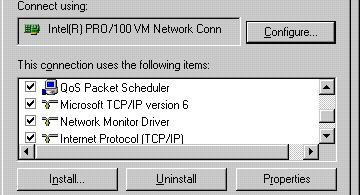 Connect using:
Intel(R) PRO/100 VM Network Conn
Configure...
This connection uses the following items:
QoS Packet Scheduler
Microsoft TCP/IP version 6
Network Monitor Driver
Internet Protocol (TCP/IP)
Install...
Uninstall
Properties